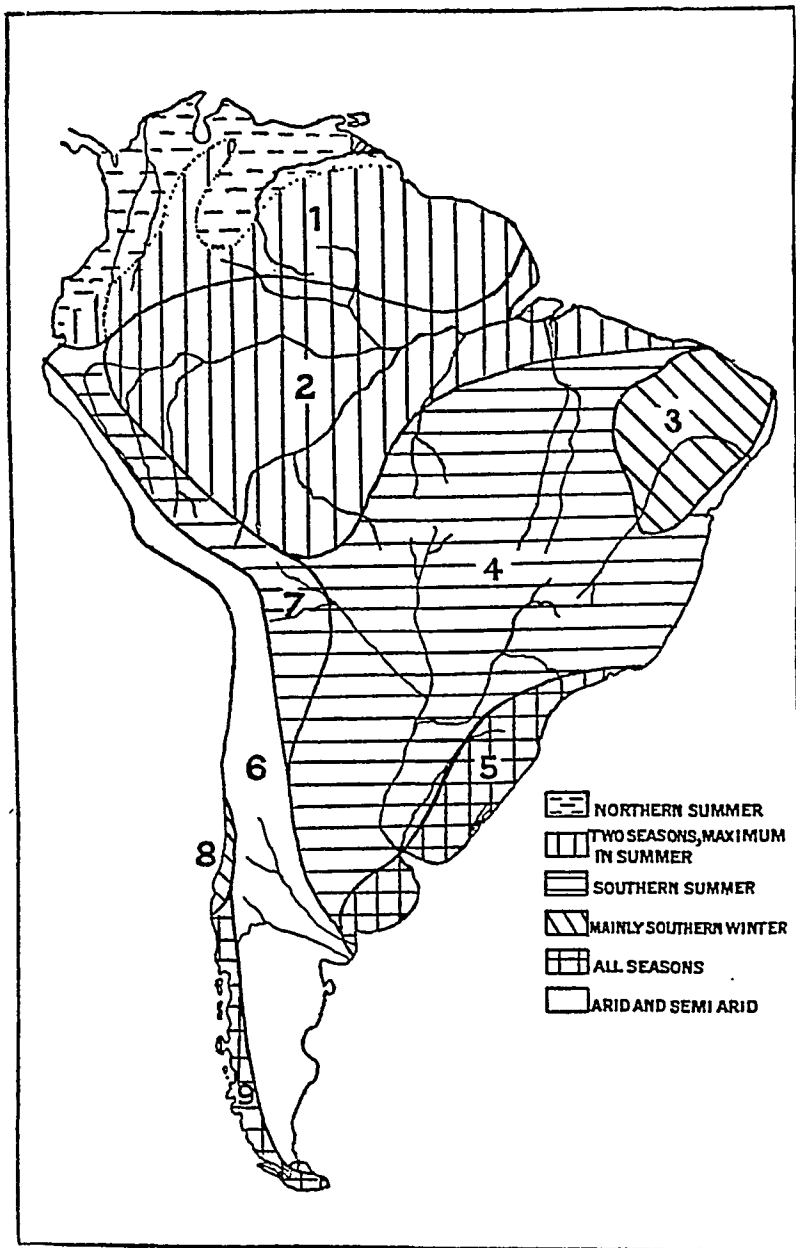 1
2
3
4
7
6
5
8
9
NORTHERN SUMMER
TWO SEASONS, MAXIMUM
IN SUMMER
SOUTHERN SUMMER
MAINLY SOUTHERN WINTER
ALL SEASONS
ARID AND SEMI ARID